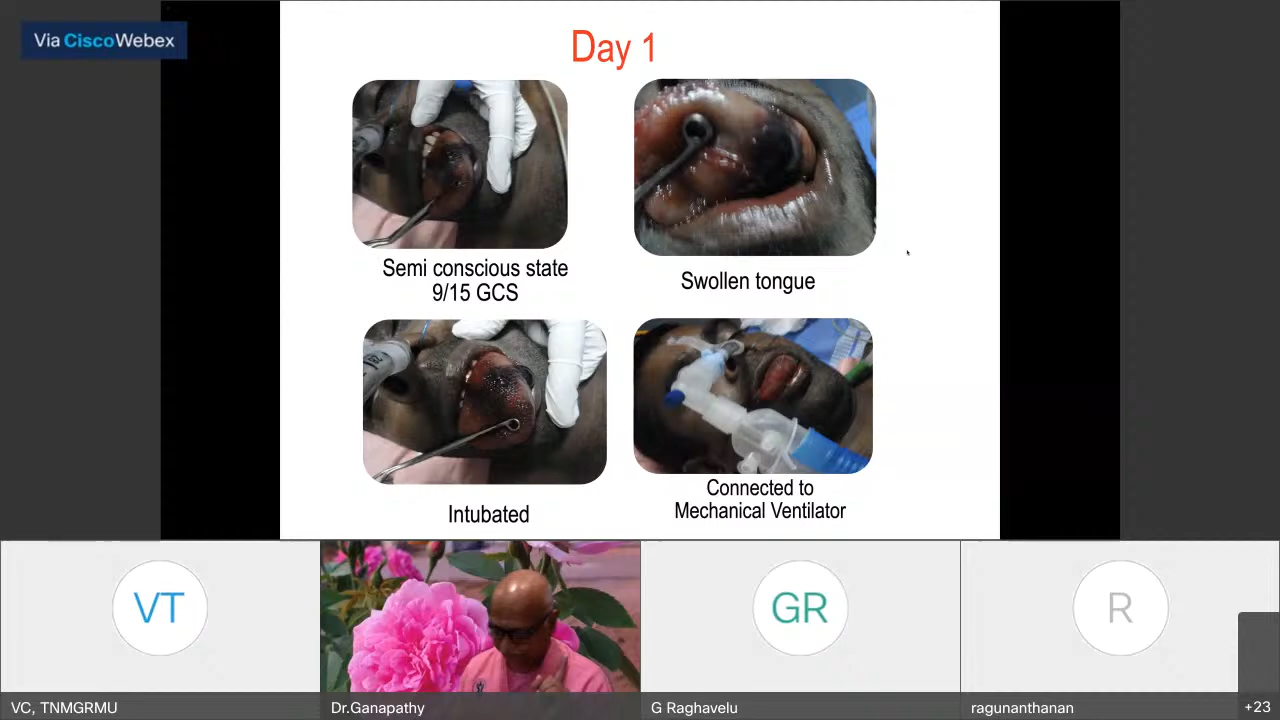 Via CiscoWebex
Day 1
Semi conscious state
9/15 GCS
Swollen tongue
Intubated
Connected to
Mechanical Ventilator
VT
GR
R
VC, TNMGRMU
Dr.Ganapathy
G Raghavelu
ragunanthanan
+23